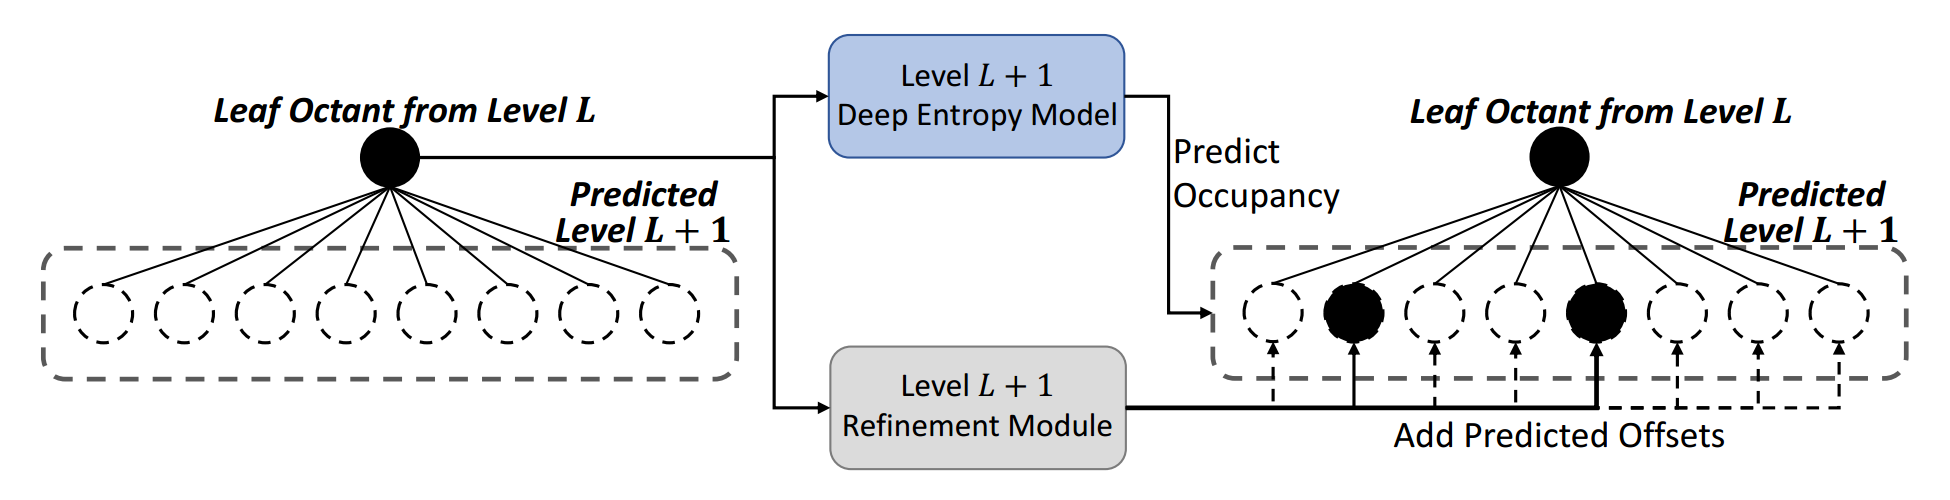 Leaf Octant from Level L
Predicted
Level L + 1
Level L + 1
Deep Entropy Model
Predict
Occupancy
Level L + 1
Refinement Module
Leaf Octant from Level L
Predicted
Level L + 1
Add Predicted Offsets